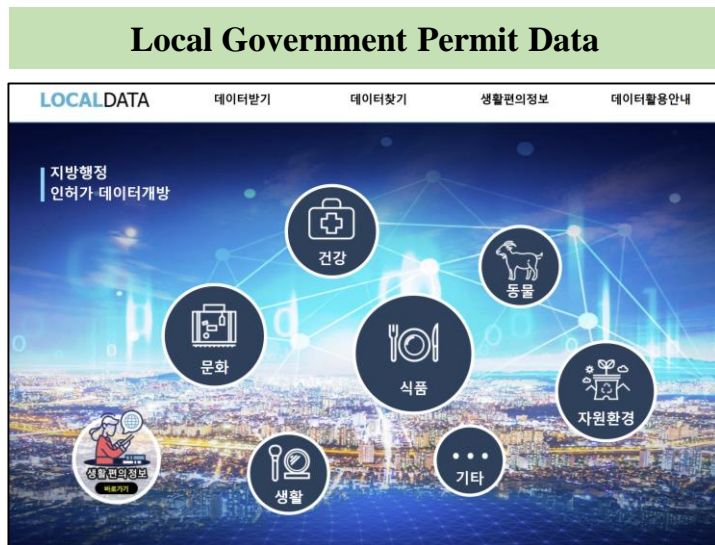 Local Government Permit Data
LOCALDATA 데이터받기 데이터찾기 생활편의정보 데이터활용안내
지방행정
인허가 데이터개방
건강
동물
문화
식품
자원환경
생활편의정보
바로가기
생활
기타